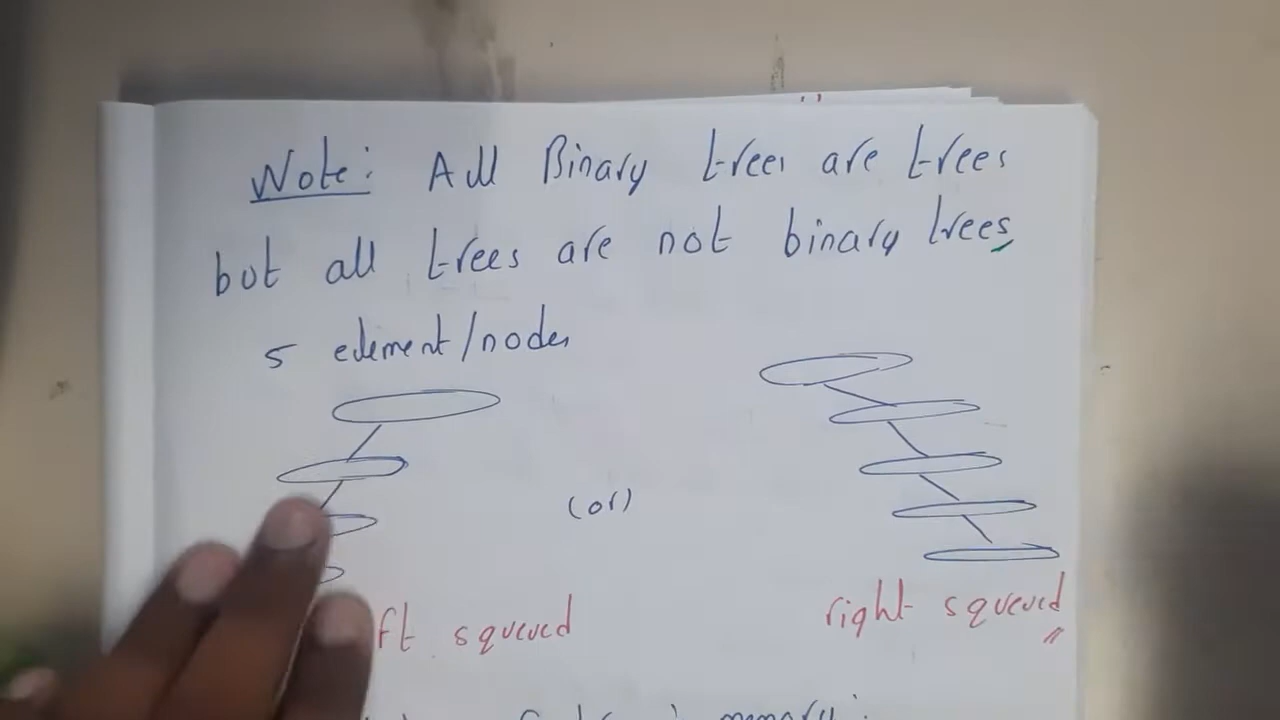 Note: All Binary trees are trees
but all trees are not binary trees
5 element/nodes
(or)
ft squeued
right squeued
memory: